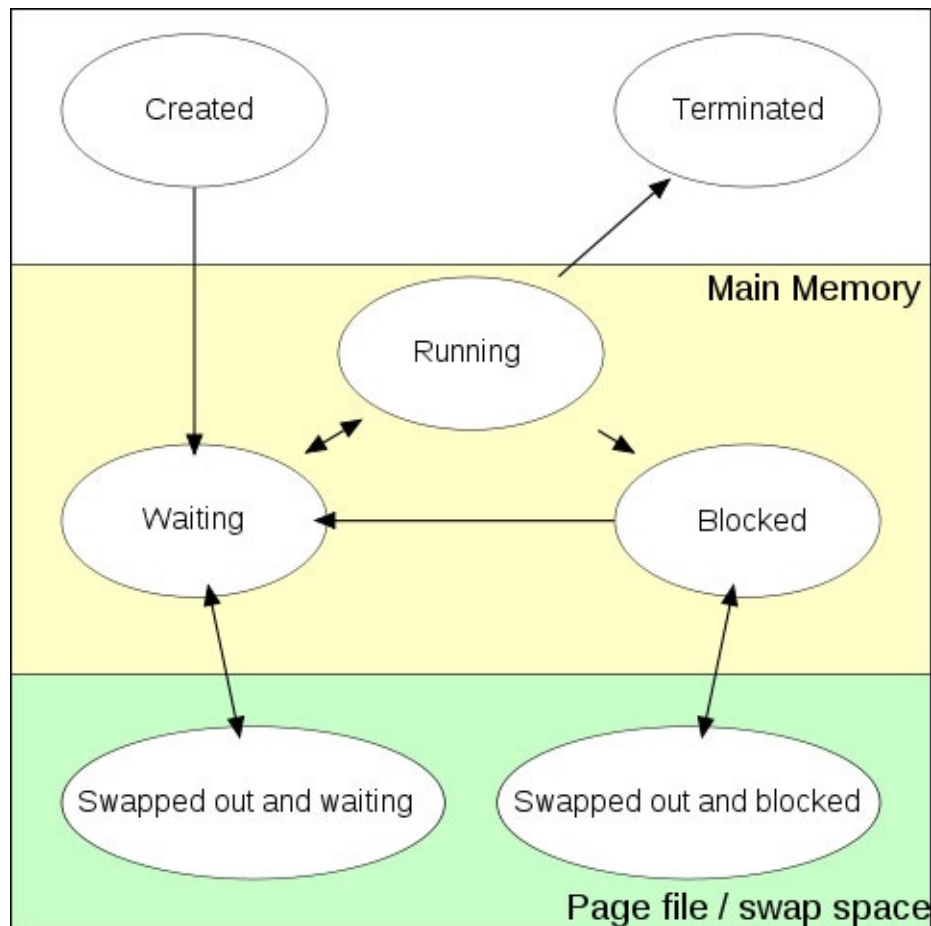 Created
Terminated
Main Memory
Running
Waiting
Blocked
Swapped out and waiting
Swapped out and blocked
Page file / swap space